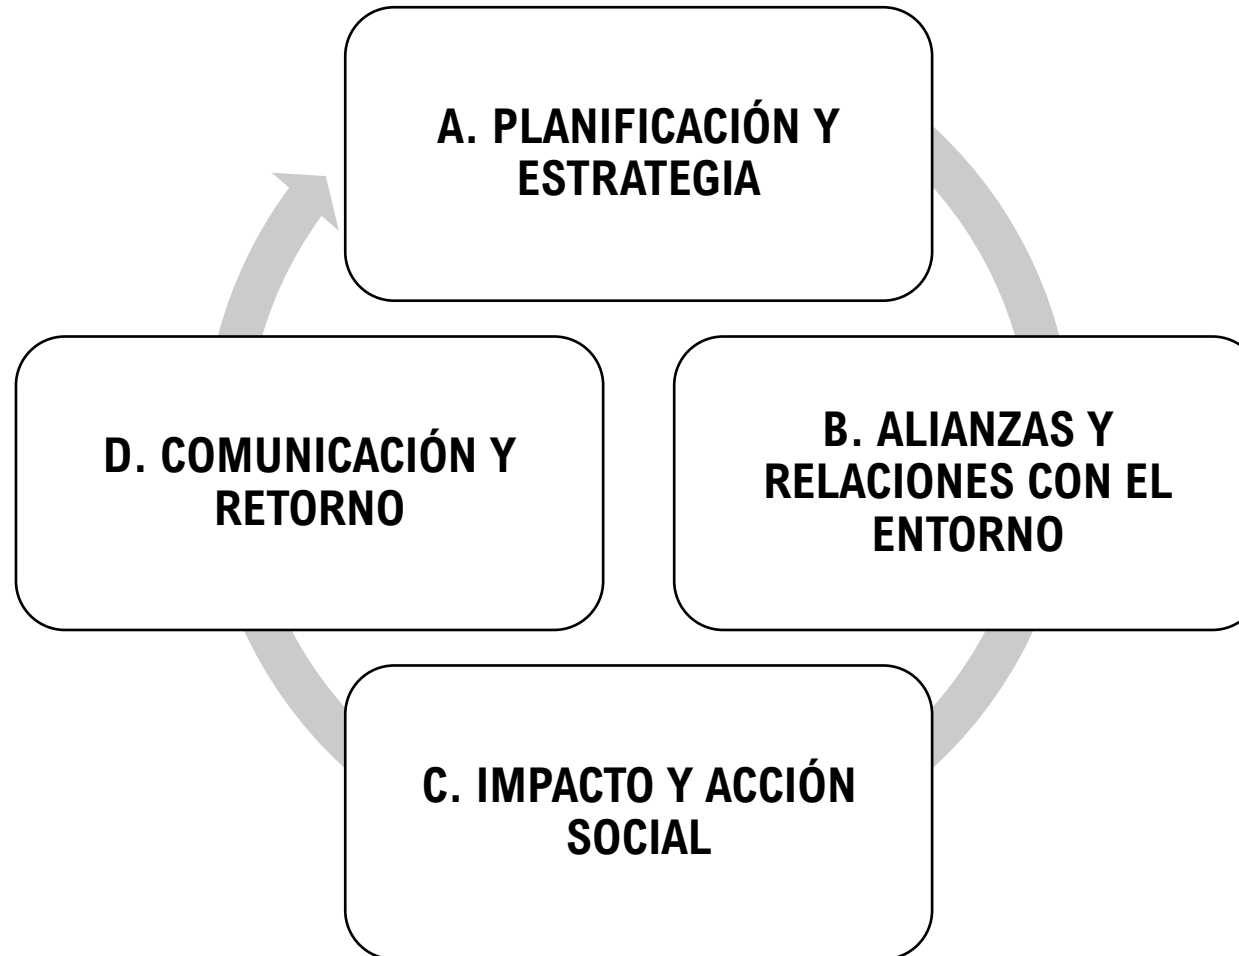 A. PLANIFICACIÓN Y
ESTRATEGIA
B. ALIANZAS Y
RELACIONES CON EL
ENTORNO
C. IMPACTO Y ACCIÓN
SOCIAL
D. COMUNICACIÓN Y
RETORNO